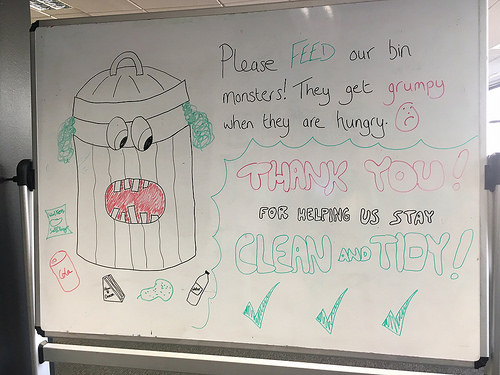 Please FEED our bin
monsters! They get grumpy
when they are hungry.
THANK YOU!
FOR HELPING US STAY
CLEAN AND TIDY!
Cola